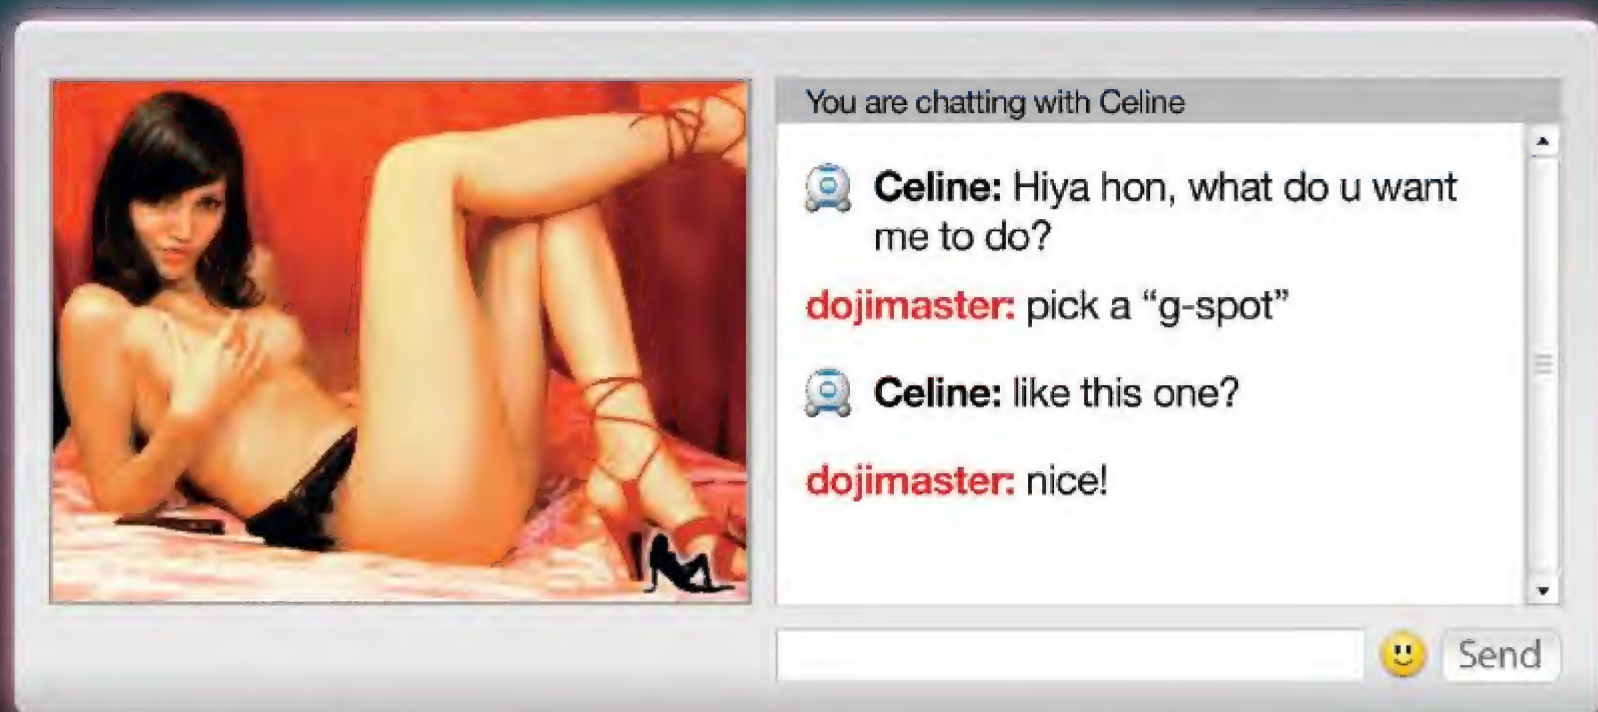 You are chatting with Celine
Celine: Hiya hon, what do u want
me to do?
dojimaster: pick a “g-spot”
Celine: like this one?
dojimaster: nice!
Send